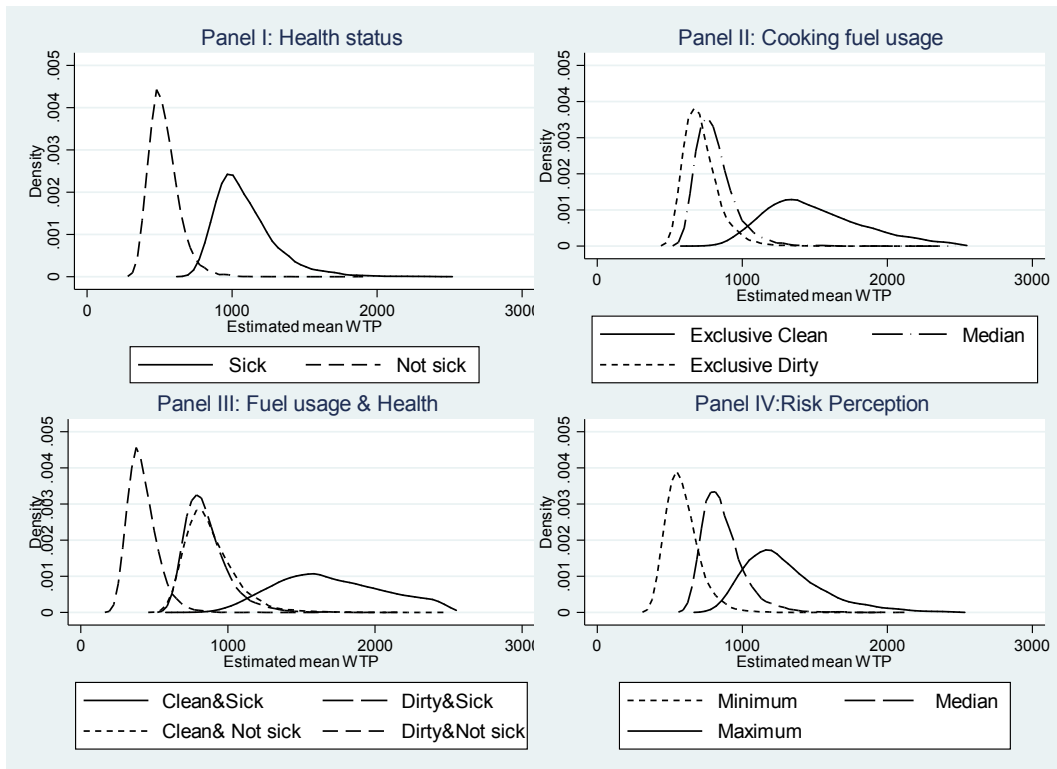 Panel I: Health status
Density
0 .001 .002 .003 .004 .005
0 1000 2000 3000
Estimated mean WTP
Sick Not sick
Panel II: Cooking fuel usage
Density
0 .001 .002 .003 .004 .005
0 1000 2000 3000
Estimated mean WTP
Exclusive Clean Median
Exclusive Dirty
Panel III: Fuel usage & Health
Density
0 .001 .002 .003 .004 .005
0 1000 2000 3000
Estimated mean WTP
Clean&Sick Dirty&Sick
Clean& Not sick Dirty&Not sick
Panel IV:Risk Perception
Density
0 .001 .002 .003 .004 .005
0 1000 2000 3000
Estimated mean WTP
Minimum Median
Maximum